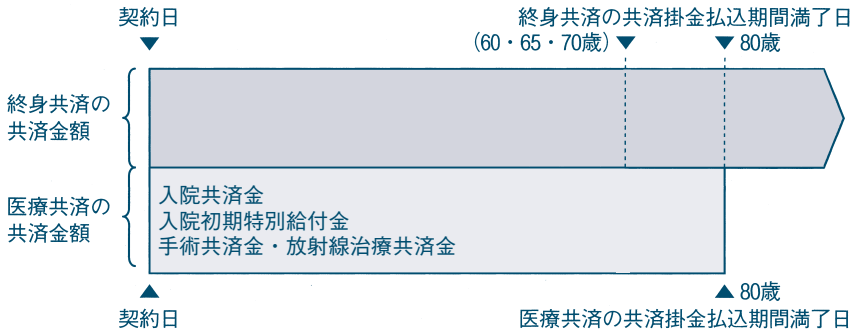 契約日
終身共済の共済掛金払込期間満了日
(60・65・70歳)
80歳
終身共済の
共済金額
医療共済の
共済金額
入院共済金
入院初期特別給付金
手術共済金・放射線治療共済金
契約日
80歳
医療共済の共済掛金払込期間満了日